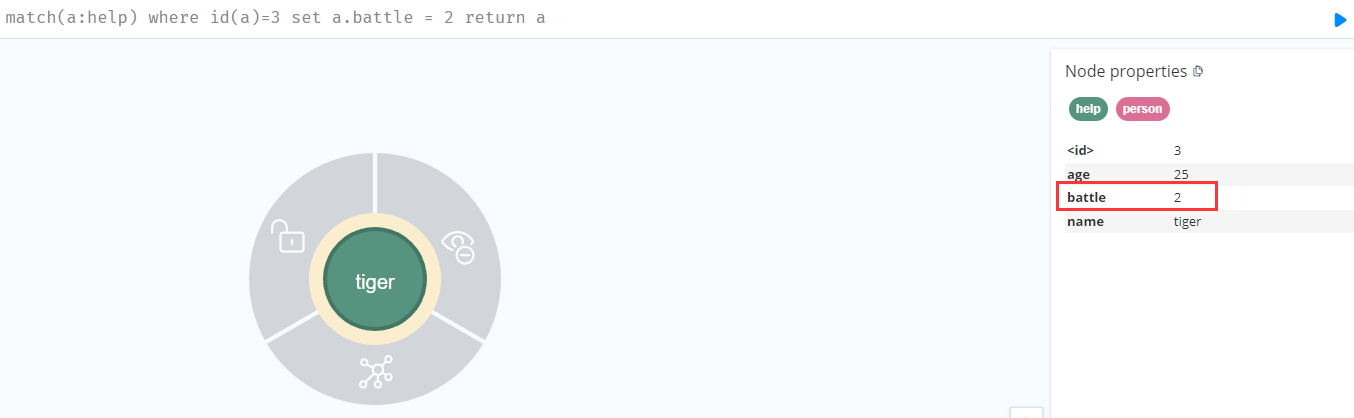 match(a:help) where id(a)=3 set a.battle = 2 return a
Node properties
help person
<id> 3
age 25
battle 2
name tiger
tiger